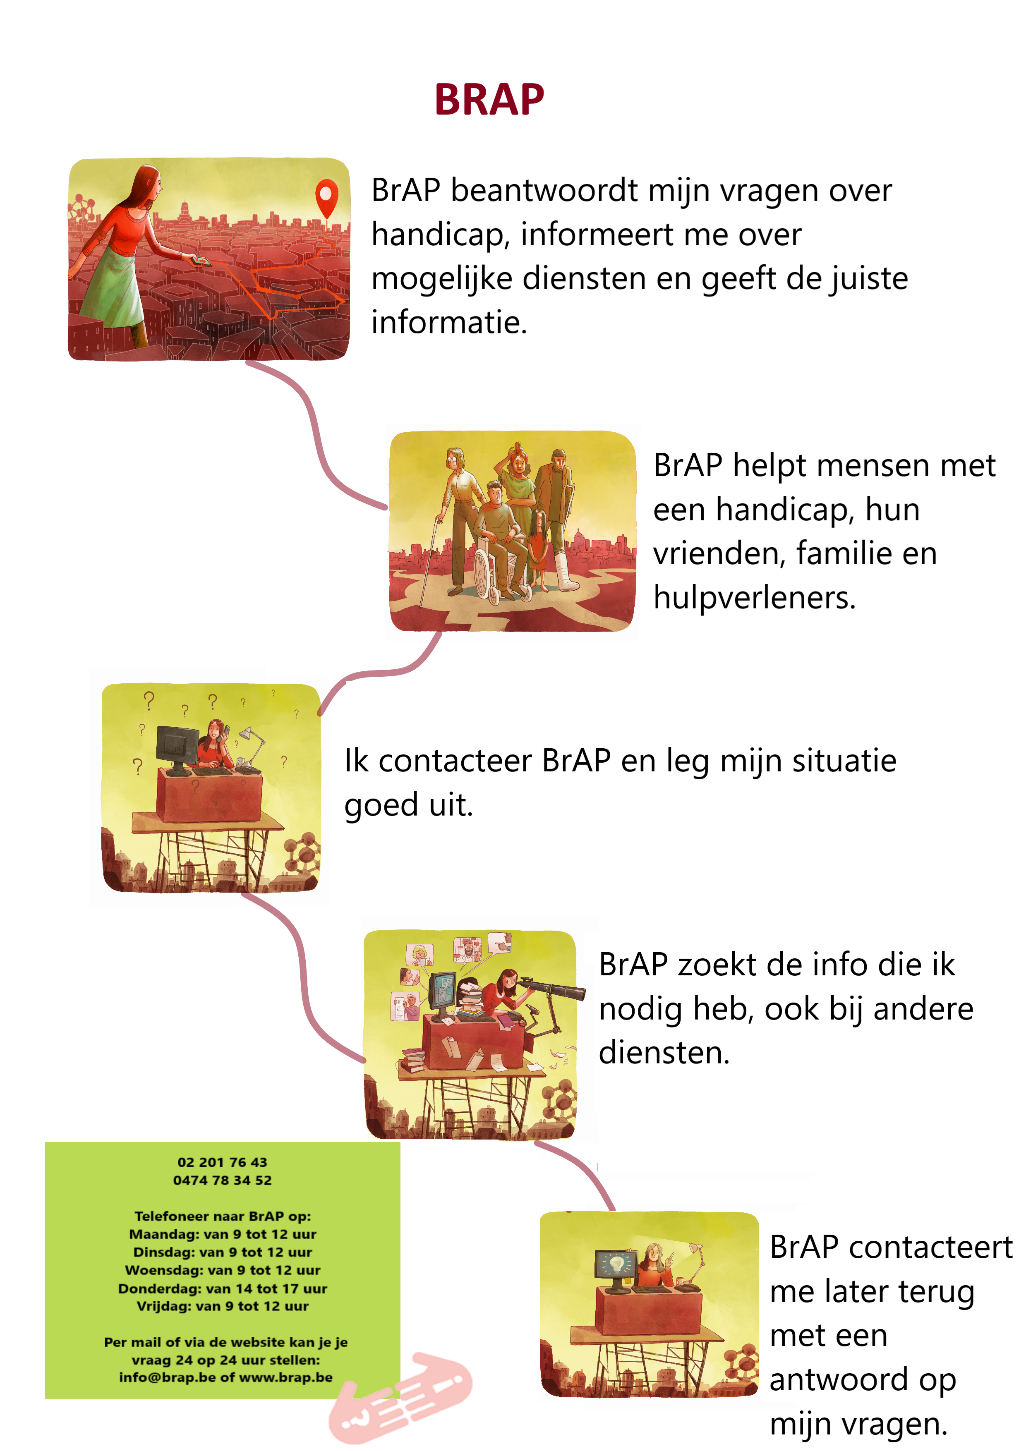 BRAP
BrAP beantwoordt mijn vragen over
handicap, informeert me over
mogelijke diensten en geeft de juiste
informatie.
BrAP helpt mensen met
een handicap, hun
vrienden, familie en
hulpverleners.
Ik contacteer BrAP en leg mijn situatie
goed uit.
BrAP zoekt de info die ik
nodig heb, ook bij andere
diensten.
02 201 76 43
0474 78 34 52
Telefoneer naar BrAP op:
Maandag: van 9 tot 12 uur
Dinsdag: van 9 tot 12 uur
Woensdag: van 9 tot 12 uur
Donderdag: van 14 tot 17 uur
Vrijdag: van 9 tot 12 uur
Per mail of via de website kan je je
vraag 24 op 24 uur stellen:
info@brap.be of www.brap.be
BrAP contacteert
me later terug
met een
antwoord op
mijn vragen.